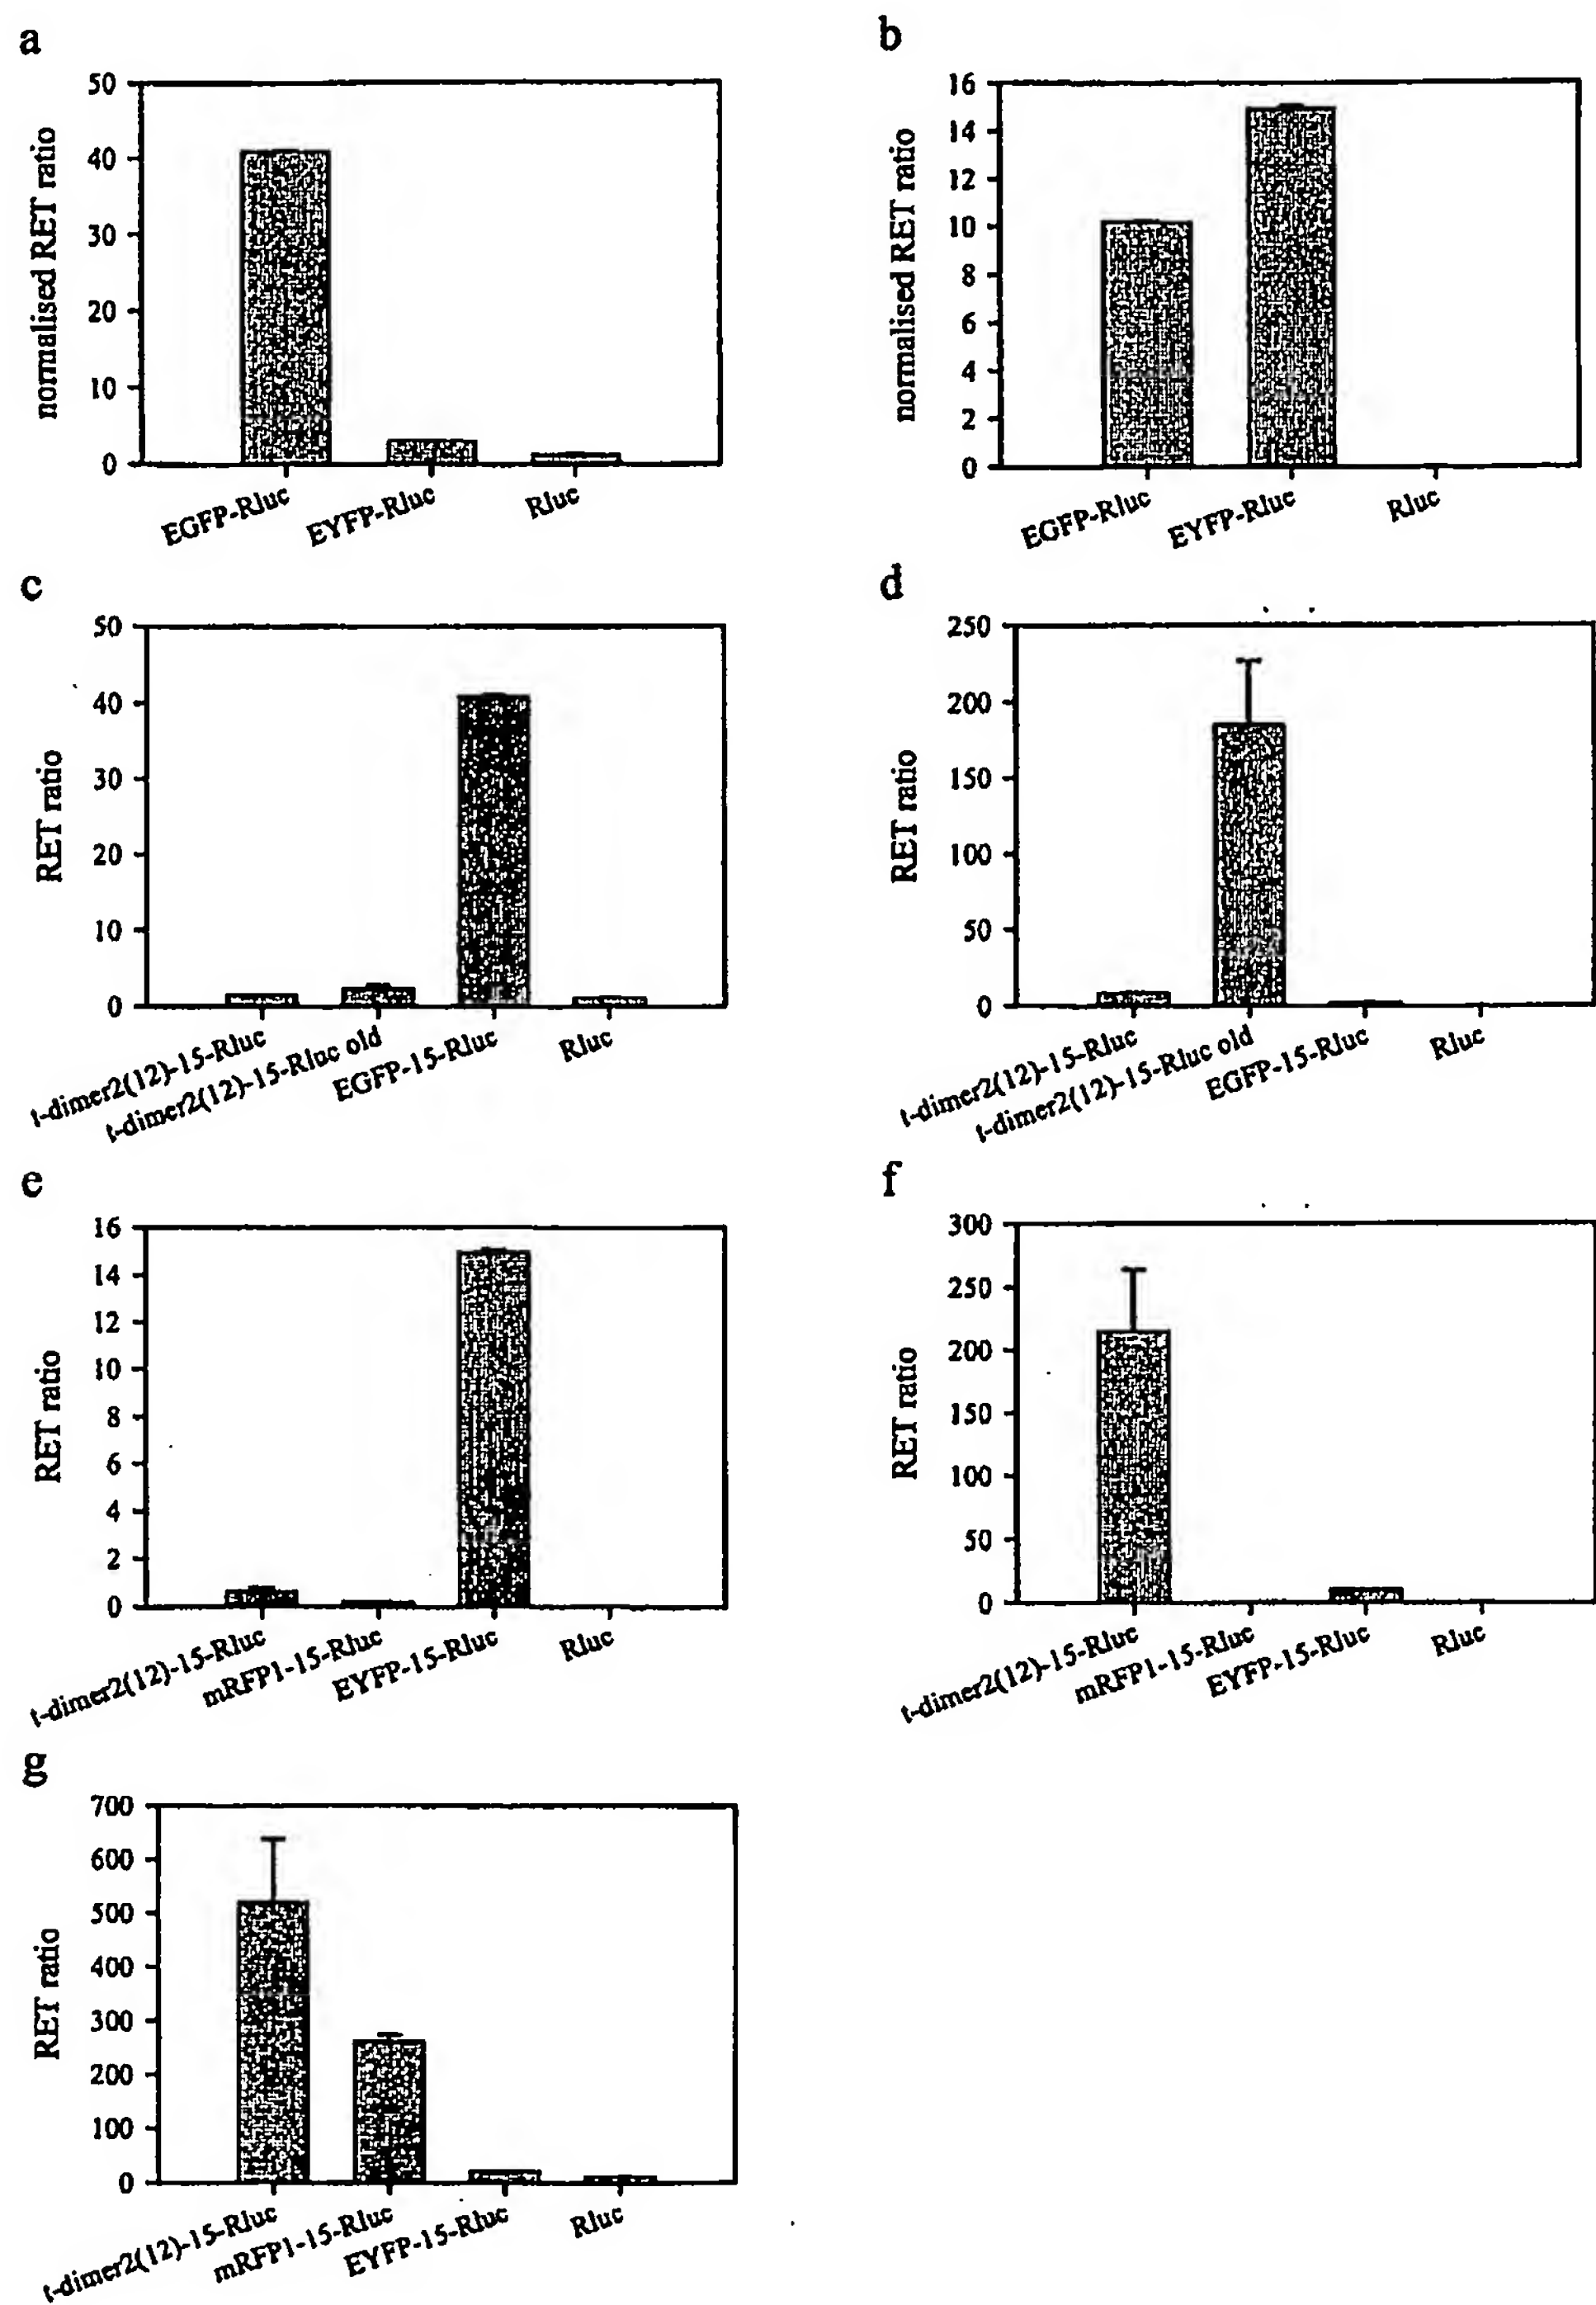 a
normalised RET ratio
50
40
30
20
10
0
EGFP-Rluc
EYFP-Rluc
Rluc
b
normalised RET ratio
16
14
12
10
8
6
4
2
0
EGFP-Rluc
EYFP-Rluc
Rluc
c
RET ratio
50
40
30
20
10
0
t-dimer2(12)-15-Rluc
t-dimer2(12)-15-Rluc old
EGFP-15-Rluc
Rluc
d
RET ratio
250
200
150
100
50
0
t-dimer2(12)-15-Rluc
t-dimer2(12)-15-Rluc old
EGFP-15-Rluc
Rluc
e
RET ratio
16
14
12
10
8
6
4
2
0
t-dimer2(12)-15-Rluc
mRFP1-15-Rluc
EYFP-15-Rluc
Rluc
f
RET ratio
300
250
200
150
100
50
0
t-dimer2(12)-15-Rluc
mRFP1-15-Rluc
EYFP-15-Rluc
Rluc
g
RET ratio
700
600
500
400
300
200
100
0
t-dimer2(12)-15-Rluc
mRFP1-15-Rluc
EYFP-15-Rluc
Rluc